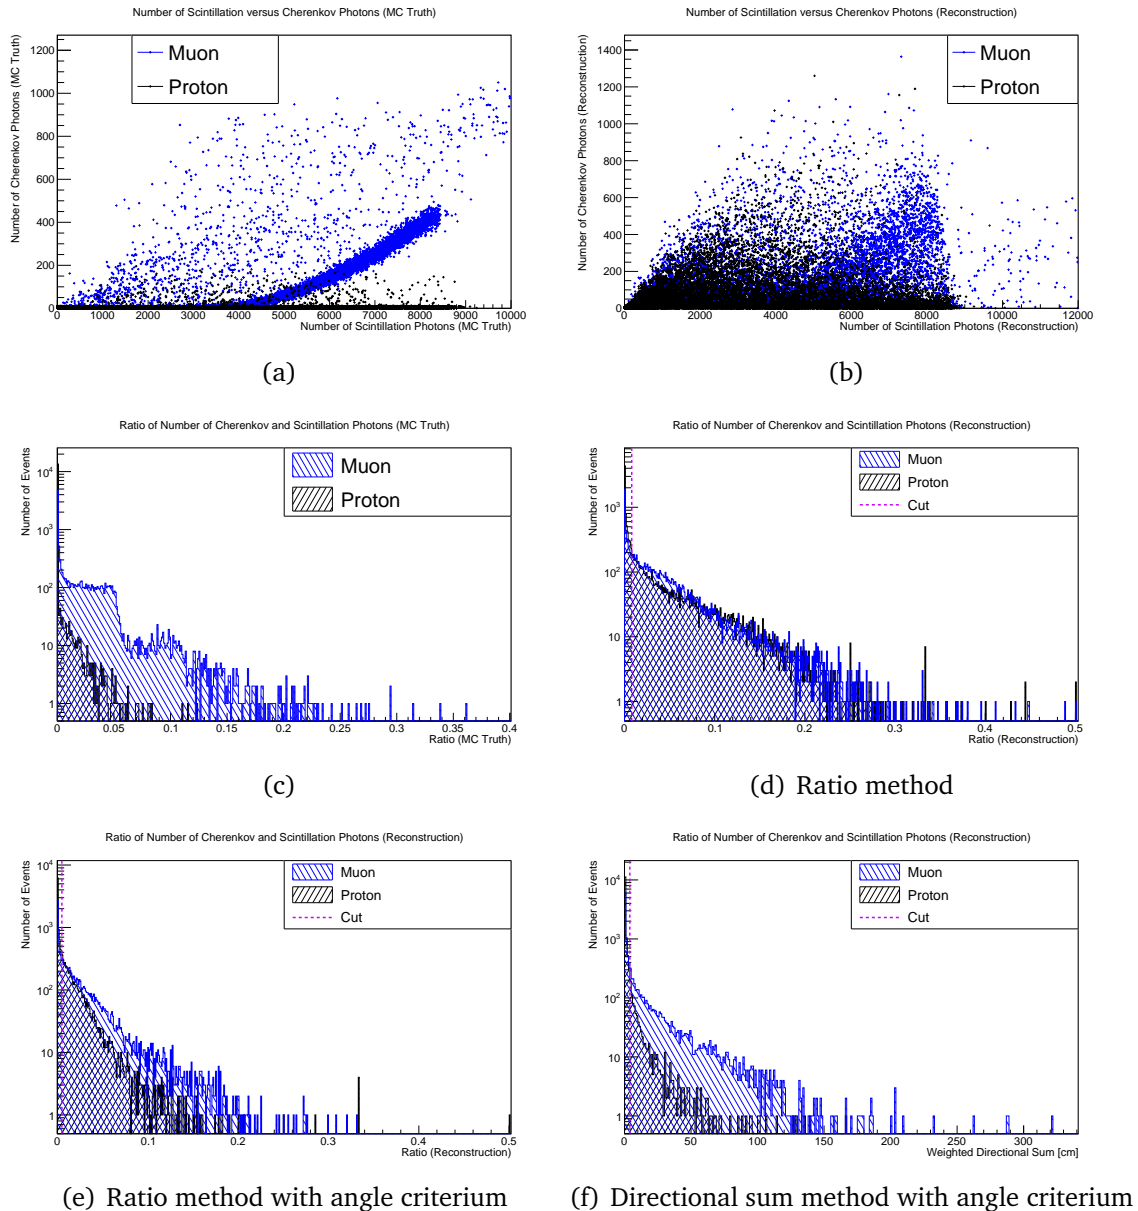 Number of Scintillation versus Cherenkov Photons (MC Truth)
Number of Cherenkov Photons (MC Truth)
1200
1000
800
600
400
200
0
Muon
Proton
0 1000 2000 3000 4000 5000 6000 7000 8000 9000 10000
Number of Scintillation Photons (MC Truth)
(a)
Number of Scintillation versus Cherenkov Photons (Reconstruction)
Number of Cherenkov Photons (Reconstruction)
1400
1200
1000
800
600
400
200
0
Muon
Proton
0 2000 4000 6000 8000 10000 12000
Number of Scintillation Photons (Reconstruction)
(b)
Ratio of Number of Cherenkov and Scintillation Photons (MC Truth)
Number of Events
10⁴
10³
10²
10
1
Muon
Proton
0 0.05 0.1 0.15 0.2 0.25 0.3 0.35 0.4
Ratio (MC Truth)
(c)
Ratio of Number of Cherenkov and Scintillation Photons (Reconstruction)
Number of Events
10³
10²
10
1
Muon
Proton
Cut
0 0.1 0.2 0.3 0.4 0.5
Ratio (Reconstruction)
(d) Ratio method
Ratio of Number of Cherenkov and Scintillation Photons (Reconstruction)
Number of Events
10⁴
10³
10²
10
1
Muon
Proton
Cut
0 0.1 0.2 0.3 0.4 0.5
Ratio (Reconstruction)
(e) Ratio method with angle criterium
Ratio of Number of Cherenkov and Scintillation Photons (Reconstruction)
Number of Events
10⁴
10³
10²
10
1
Muon
Proton
Cut
0 50 100 150 200 250 300
Weighted Directional Sum [cm]
(f) Directional sum method with angle criterium